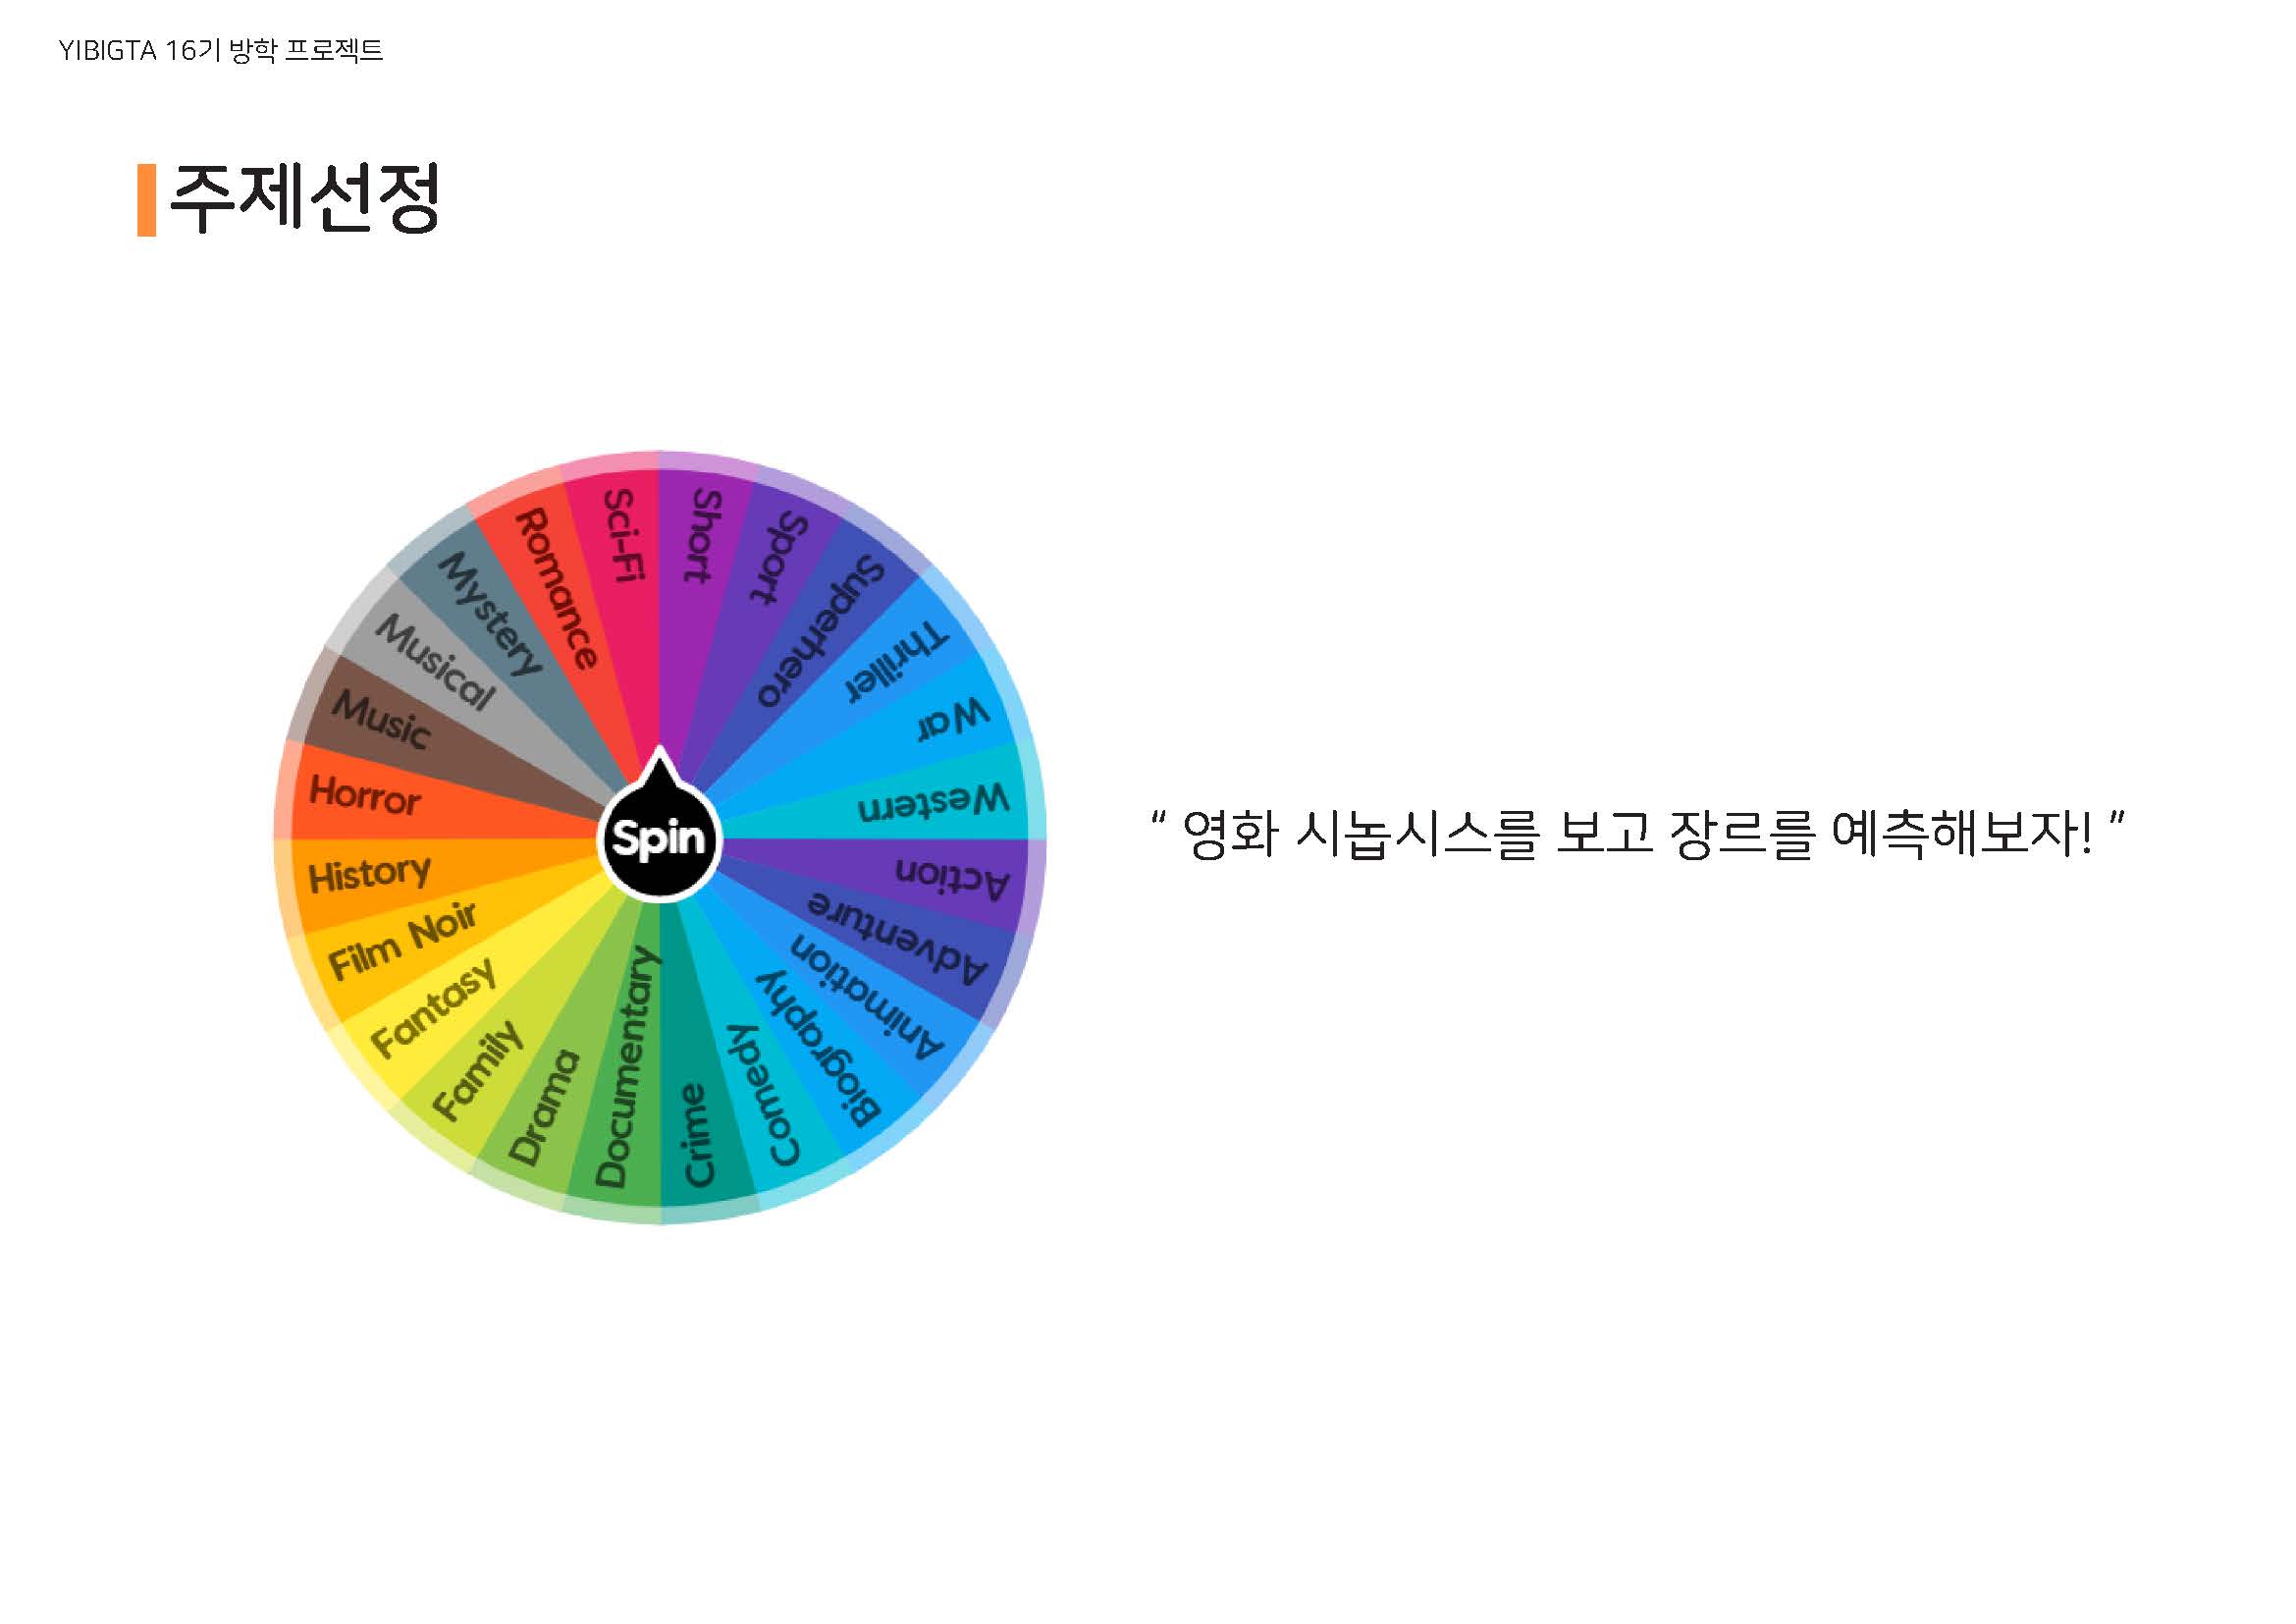 YIBIGTA 16기 방학 프로젝트
주제선정
Short
Sport
Superhero
Thriller
War
Western
Action
Adventure
Animation
Biography
Comedy
Crime
Documentary
Drama
Family
Fantasy
Film Noir
History
Horror
Music
Musical
Mystery
Romance
Sci-Fi
Spin
“ 영화 시놉시스를 보고 장르를 예측해보자! ”